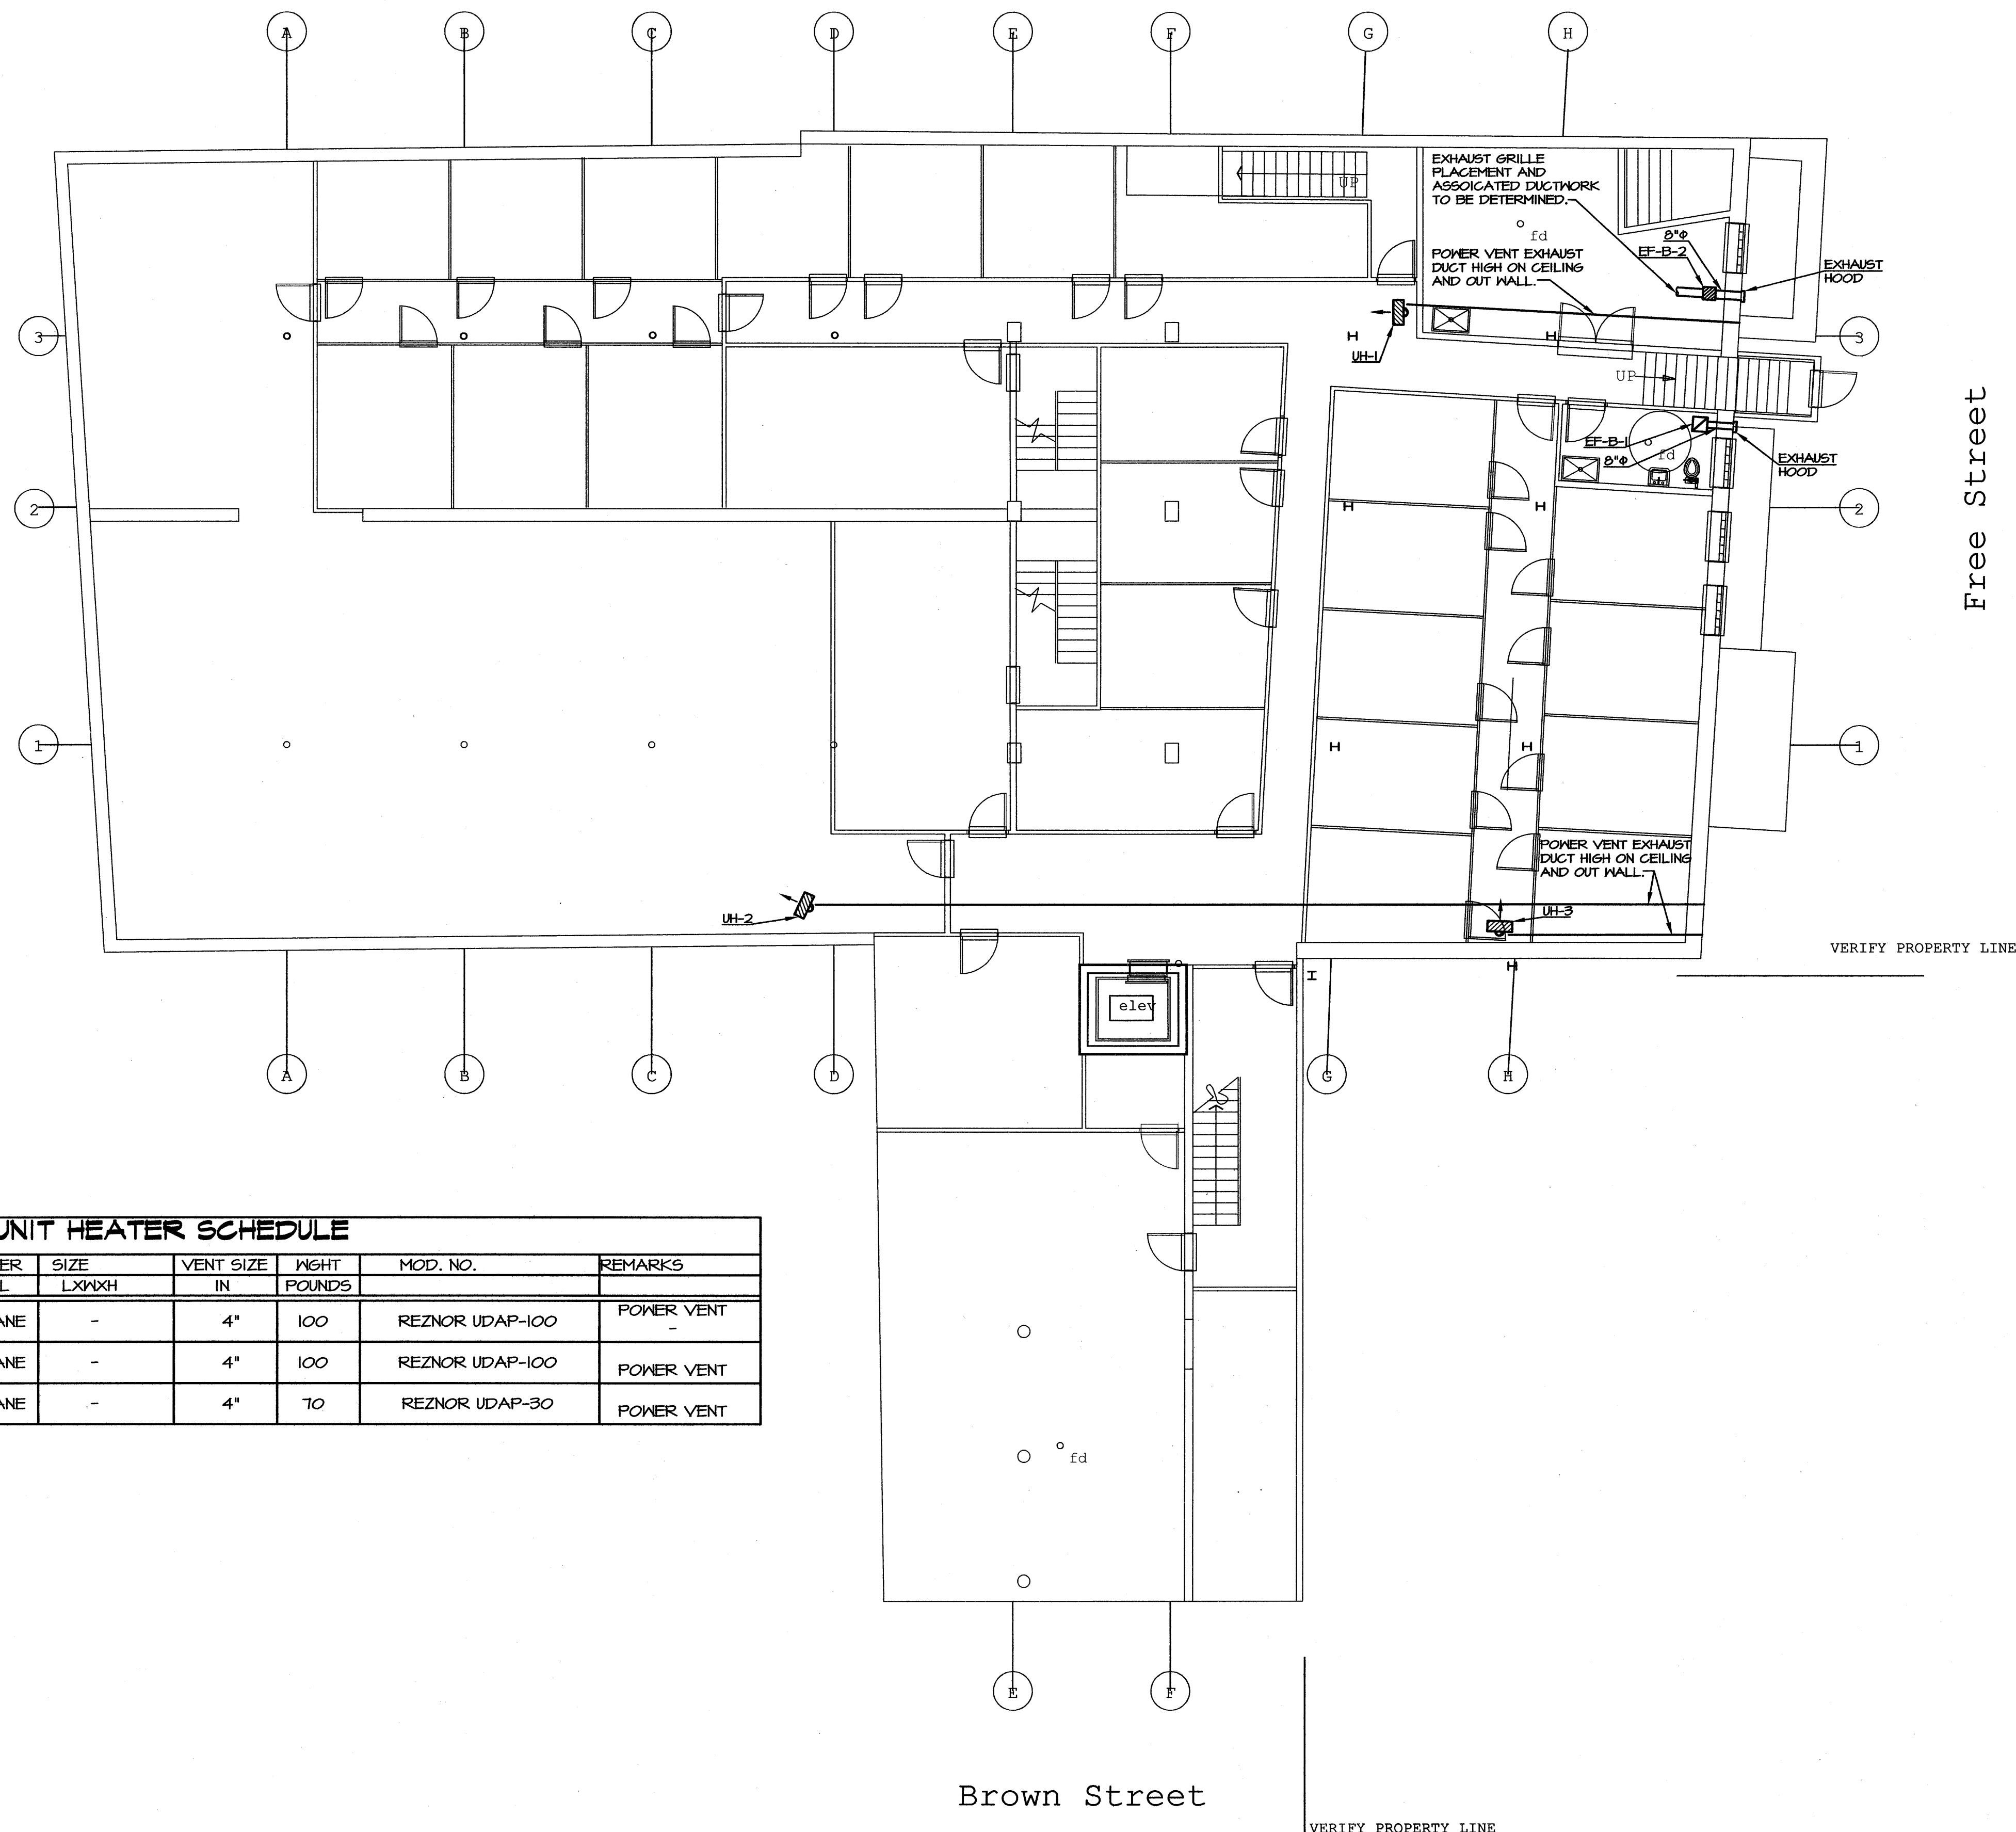 A B C D E F G H
EXHAUST GRILLE
PLACEMENT AND
ASSOICATED DUCTWORK
TO BE DETERMINED.
UP
fd
8"Φ
EF-B-2
POWER VENT EXHAUST
DUCT HIGH ON CEILING
AND OUT WALL.
EXHAUST
HOOD
3
3
UH-1
UP
Free Street
EF-B-1
8"Φ
fd
EXHAUST
HOOD
2
2
1
1
POWER VENT EXHAUST
DUCT HIGH ON CEILING
AND OUT WALL.
UH-2
UH-3
VERIFY PROPERTY LINE
elev
A B C D G H
UNIT HEATER SCHEDULE
ER SIZE VENT SIZE WGHT MOD. NO. REMARKS
L LXWXH IN POUNDS
ANE - 4" 100 REZNOR UDAP-100 POWER VENT
-
ANE - 4" 100 REZNOR UDAP-100 POWER VENT
ANE - 4" 70 REZNOR UDAP-30 POWER VENT
fd
E F
Brown Street
VERIFY PROPERTY LINE